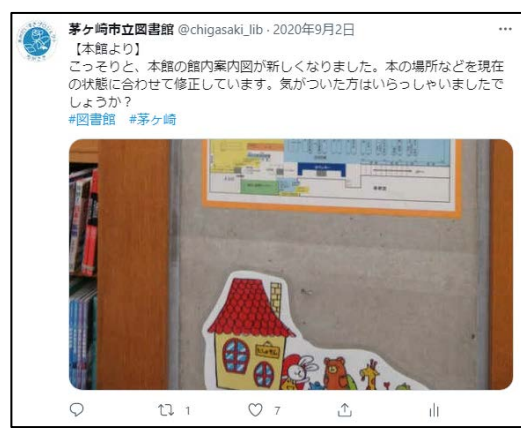 茅ヶ崎市立図書館 @chigasaki_lib · 2020年9月2日
【本館より】
こっそりと、本館の館内案内図が新しくなりました。本の場所などを現在
の状態に合わせて修正しています。気がついた方はいらっしゃいましたで
しょうか？
#図書館 #茅ヶ崎
1 7